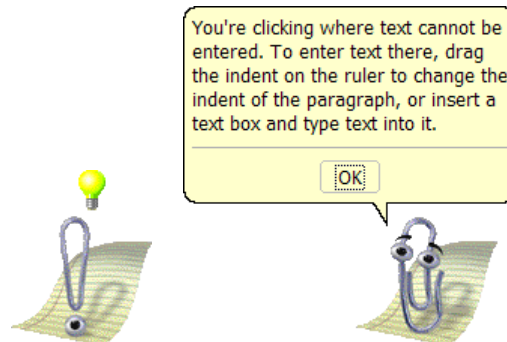 You're clicking where text cannot be
entered. To enter text there, drag
the indent on the ruler to change the
indent of the paragraph, or insert a
text box and type text into it.
OK